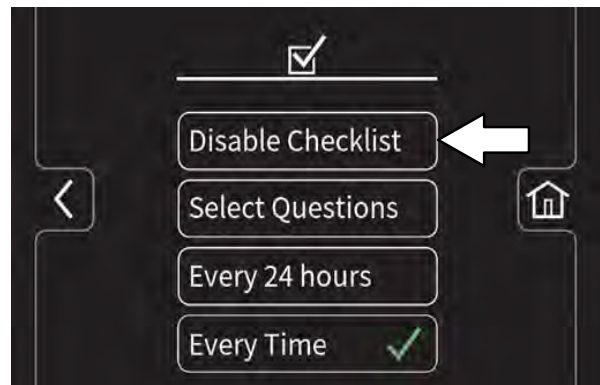 Disable Checklist
Select Questions
Every 24 hours
Every Time